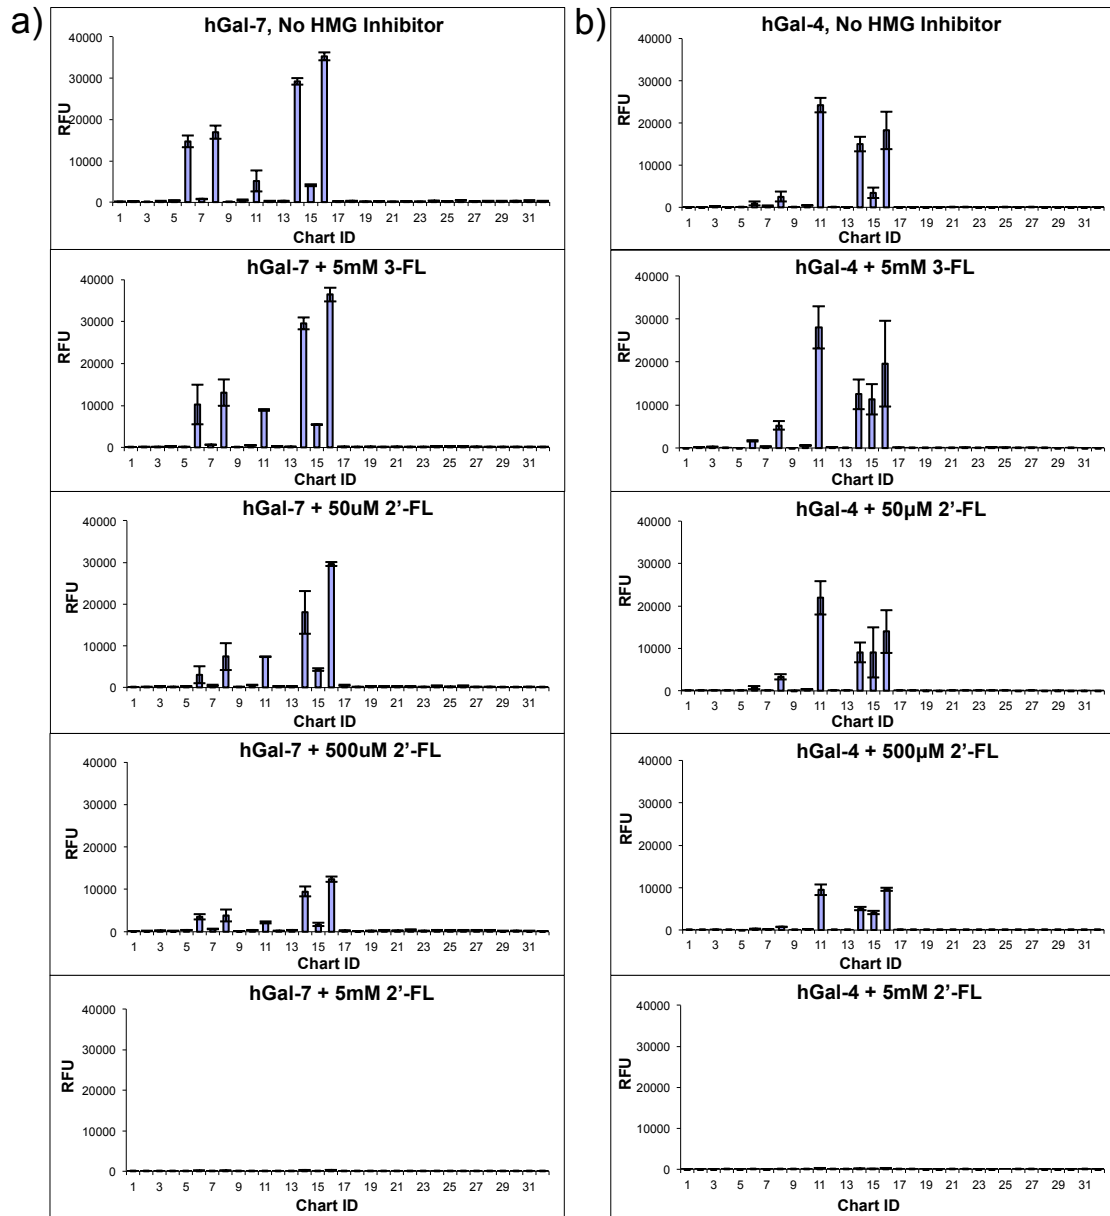 a)
hGal-7, No HMG Inhibitor
40000
30000
20000
10000
0
RFU
1 3 5 7 9 11 13 15 17 19 21 23 25 27 29 31
Chart ID
hGal-7 + 5mM 3-FL
40000
30000
20000
10000
0
RFU
1 3 5 7 9 11 13 15 17 19 21 23 25 27 29 31
Chart ID
hGal-7 + 50uM 2’-FL
40000
30000
20000
10000
0
RFU
1 3 5 7 9 11 13 15 17 19 21 23 25 27 29 31
Chart ID
hGal-7 + 500uM 2’-FL
40000
30000
20000
10000
0
RFU
1 3 5 7 9 11 13 15 17 19 21 23 25 27 29 31
Chart ID
hGal-7 + 5mM 2’-FL
40000
30000
20000
10000
0
RFU
1 3 5 7 9 11 13 15 17 19 21 23 25 27 29 31
Chart ID
b)
hGal-4, No HMG Inhibitor
40000
30000
20000
10000
0
RFU
1 3 5 7 9 11 13 15 17 19 21 23 25 27 29 31
Chart ID
hGal-4 + 5mM 3-FL
40000
30000
20000
10000
0
RFU
1 3 5 7 9 11 13 15 17 19 21 23 25 27 29 31
Chart ID
hGal-4 + 50µM 2’-FL
40000
30000
20000
10000
0
RFU
1 3 5 7 9 11 13 15 17 19 21 23 25 27 29 31
Chart ID
hGal-4 + 500µM 2’-FL
40000
30000
20000
10000
0
RFU
1 3 5 7 9 11 13 15 17 19 21 23 25 27 29 31
Chart ID
hGal-4 + 5mM 2’-FL
40000
30000
20000
10000
0
RFU
1 3 5 7 9 11 13 15 17 19 21 23 25 27 29 31
Chart ID